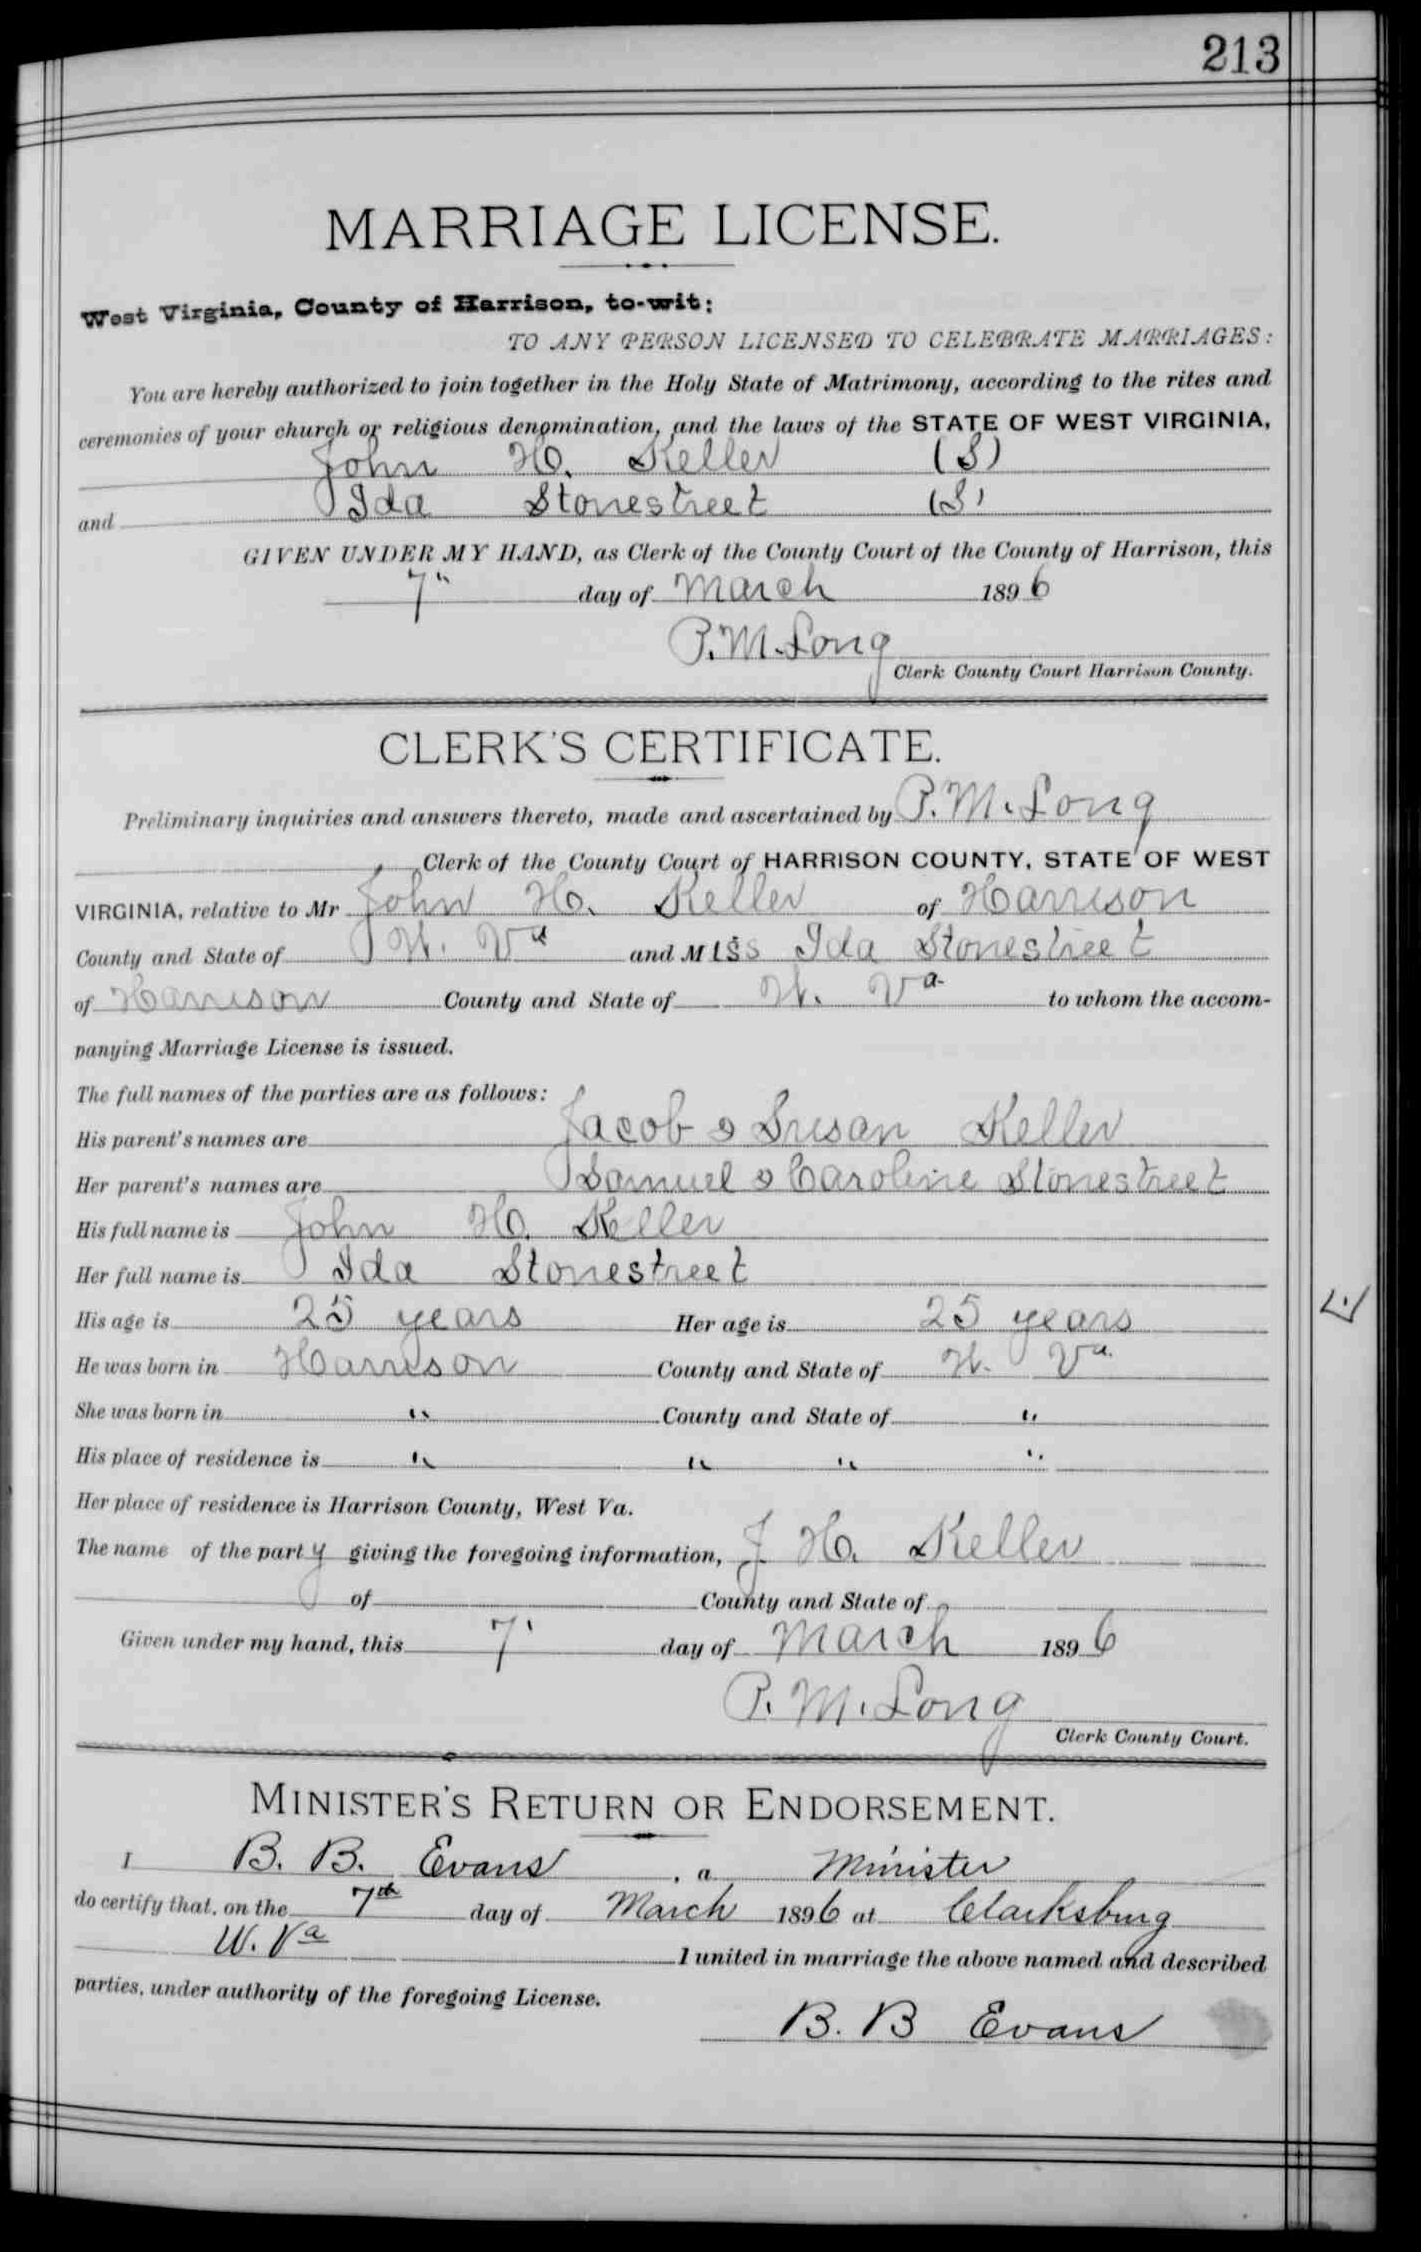 213
MARRIAGE LICENSE.
West Virginia, County of Harrison, to-wit:
TO ANY PERSON LICENSED TO CELEBRATE MARRIAGES:
You are hereby authorized to join together in the Holy State of Matrimony, according to the rites and
ceremonies of your church or religious denomination, and the laws of the STATE OF WEST VIRGINIA,
John H. Keller (S)
and Ida Stonestreet (S)
GIVEN UNDER MY HAND, as Clerk of the County Court of the County of Harrison, this
7" day of March 1896
P. M. Long
Clerk County Court Harrison County.
CLERK'S CERTIFICATE.
Preliminary inquiries and answers thereto, made and ascertained by P. M. Long
Clerk of the County Court of HARRISON COUNTY, STATE OF WEST
VIRGINIA, relative to Mr John H. Keller of Harrison
County and State of W. Va and Miss Ida Stonestreet
of Harrison County and State of W. Va to whom the accom-
panying Marriage License is issued.
The full names of the parties are as follows:
His parent's names are Jacob & Susan Keller
Her parent's names are Samuel & Caroline Stonestreet
His full name is John H. Keller
Her full name is Ida Stonestreet
His age is 25 years Her age is 25 years
He was born in Harrison County and State of W. Va.
She was born in " County and State of "
His place of residence is " " " "
Her place of residence is Harrison County, West Va.
The name of the party giving the foregoing information, J. H. Keller
of County and State of
Given under my hand, this 7' day of March 1896
P. M. Long
Clerk County Court.
MINISTER'S RETURN OR ENDORSEMENT.
I B. B. Evans, a Minister
do certify that, on the 7th day of March 1896 at Clarksburg
W. Va I united in marriage the above named and described
parties, under authority of the foregoing License.
B. B Evans